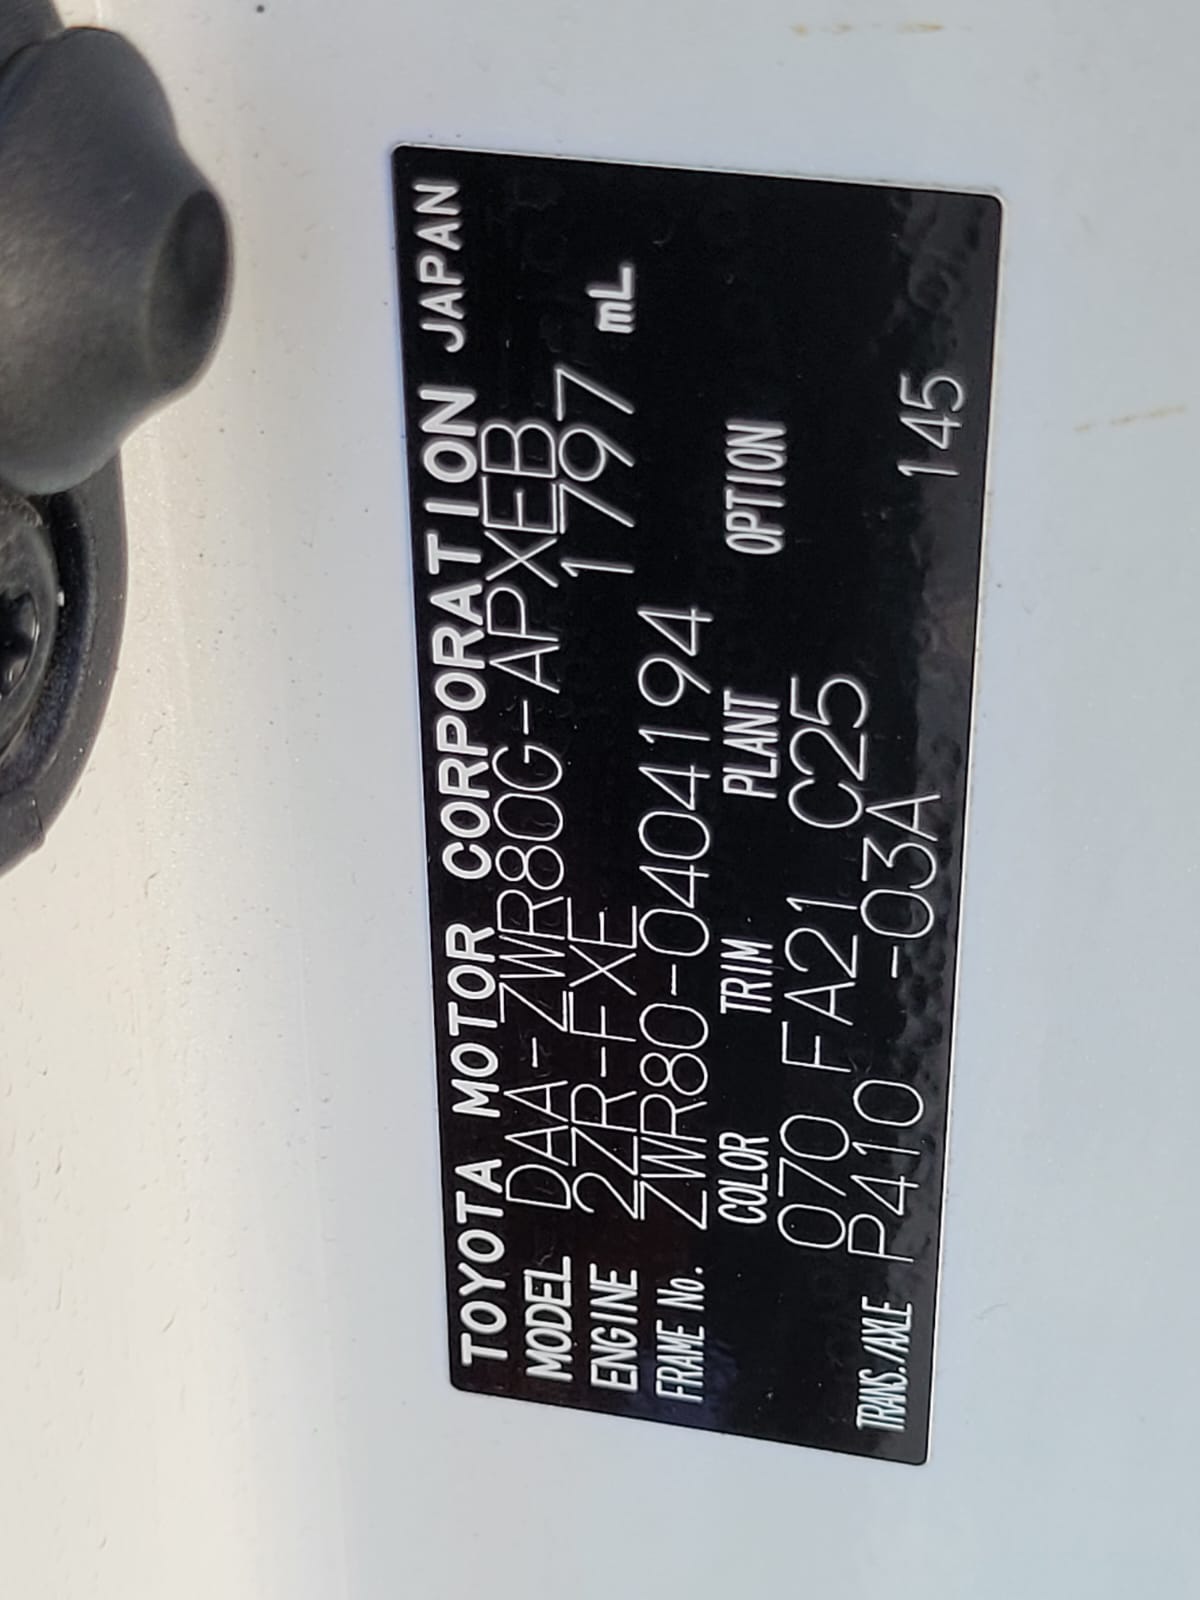 TOYOTA MOTOR CORPORATION JAPAN
MODEL DAA-ZWR80G-APXEB
ENGINE 2ZR-FXE 1797 mL
FRAME No. ZWR80-0404194
COLOR TRIM PLANT OPTION
070 FA21 C25
TRANS./AXLE P410 -03A 145